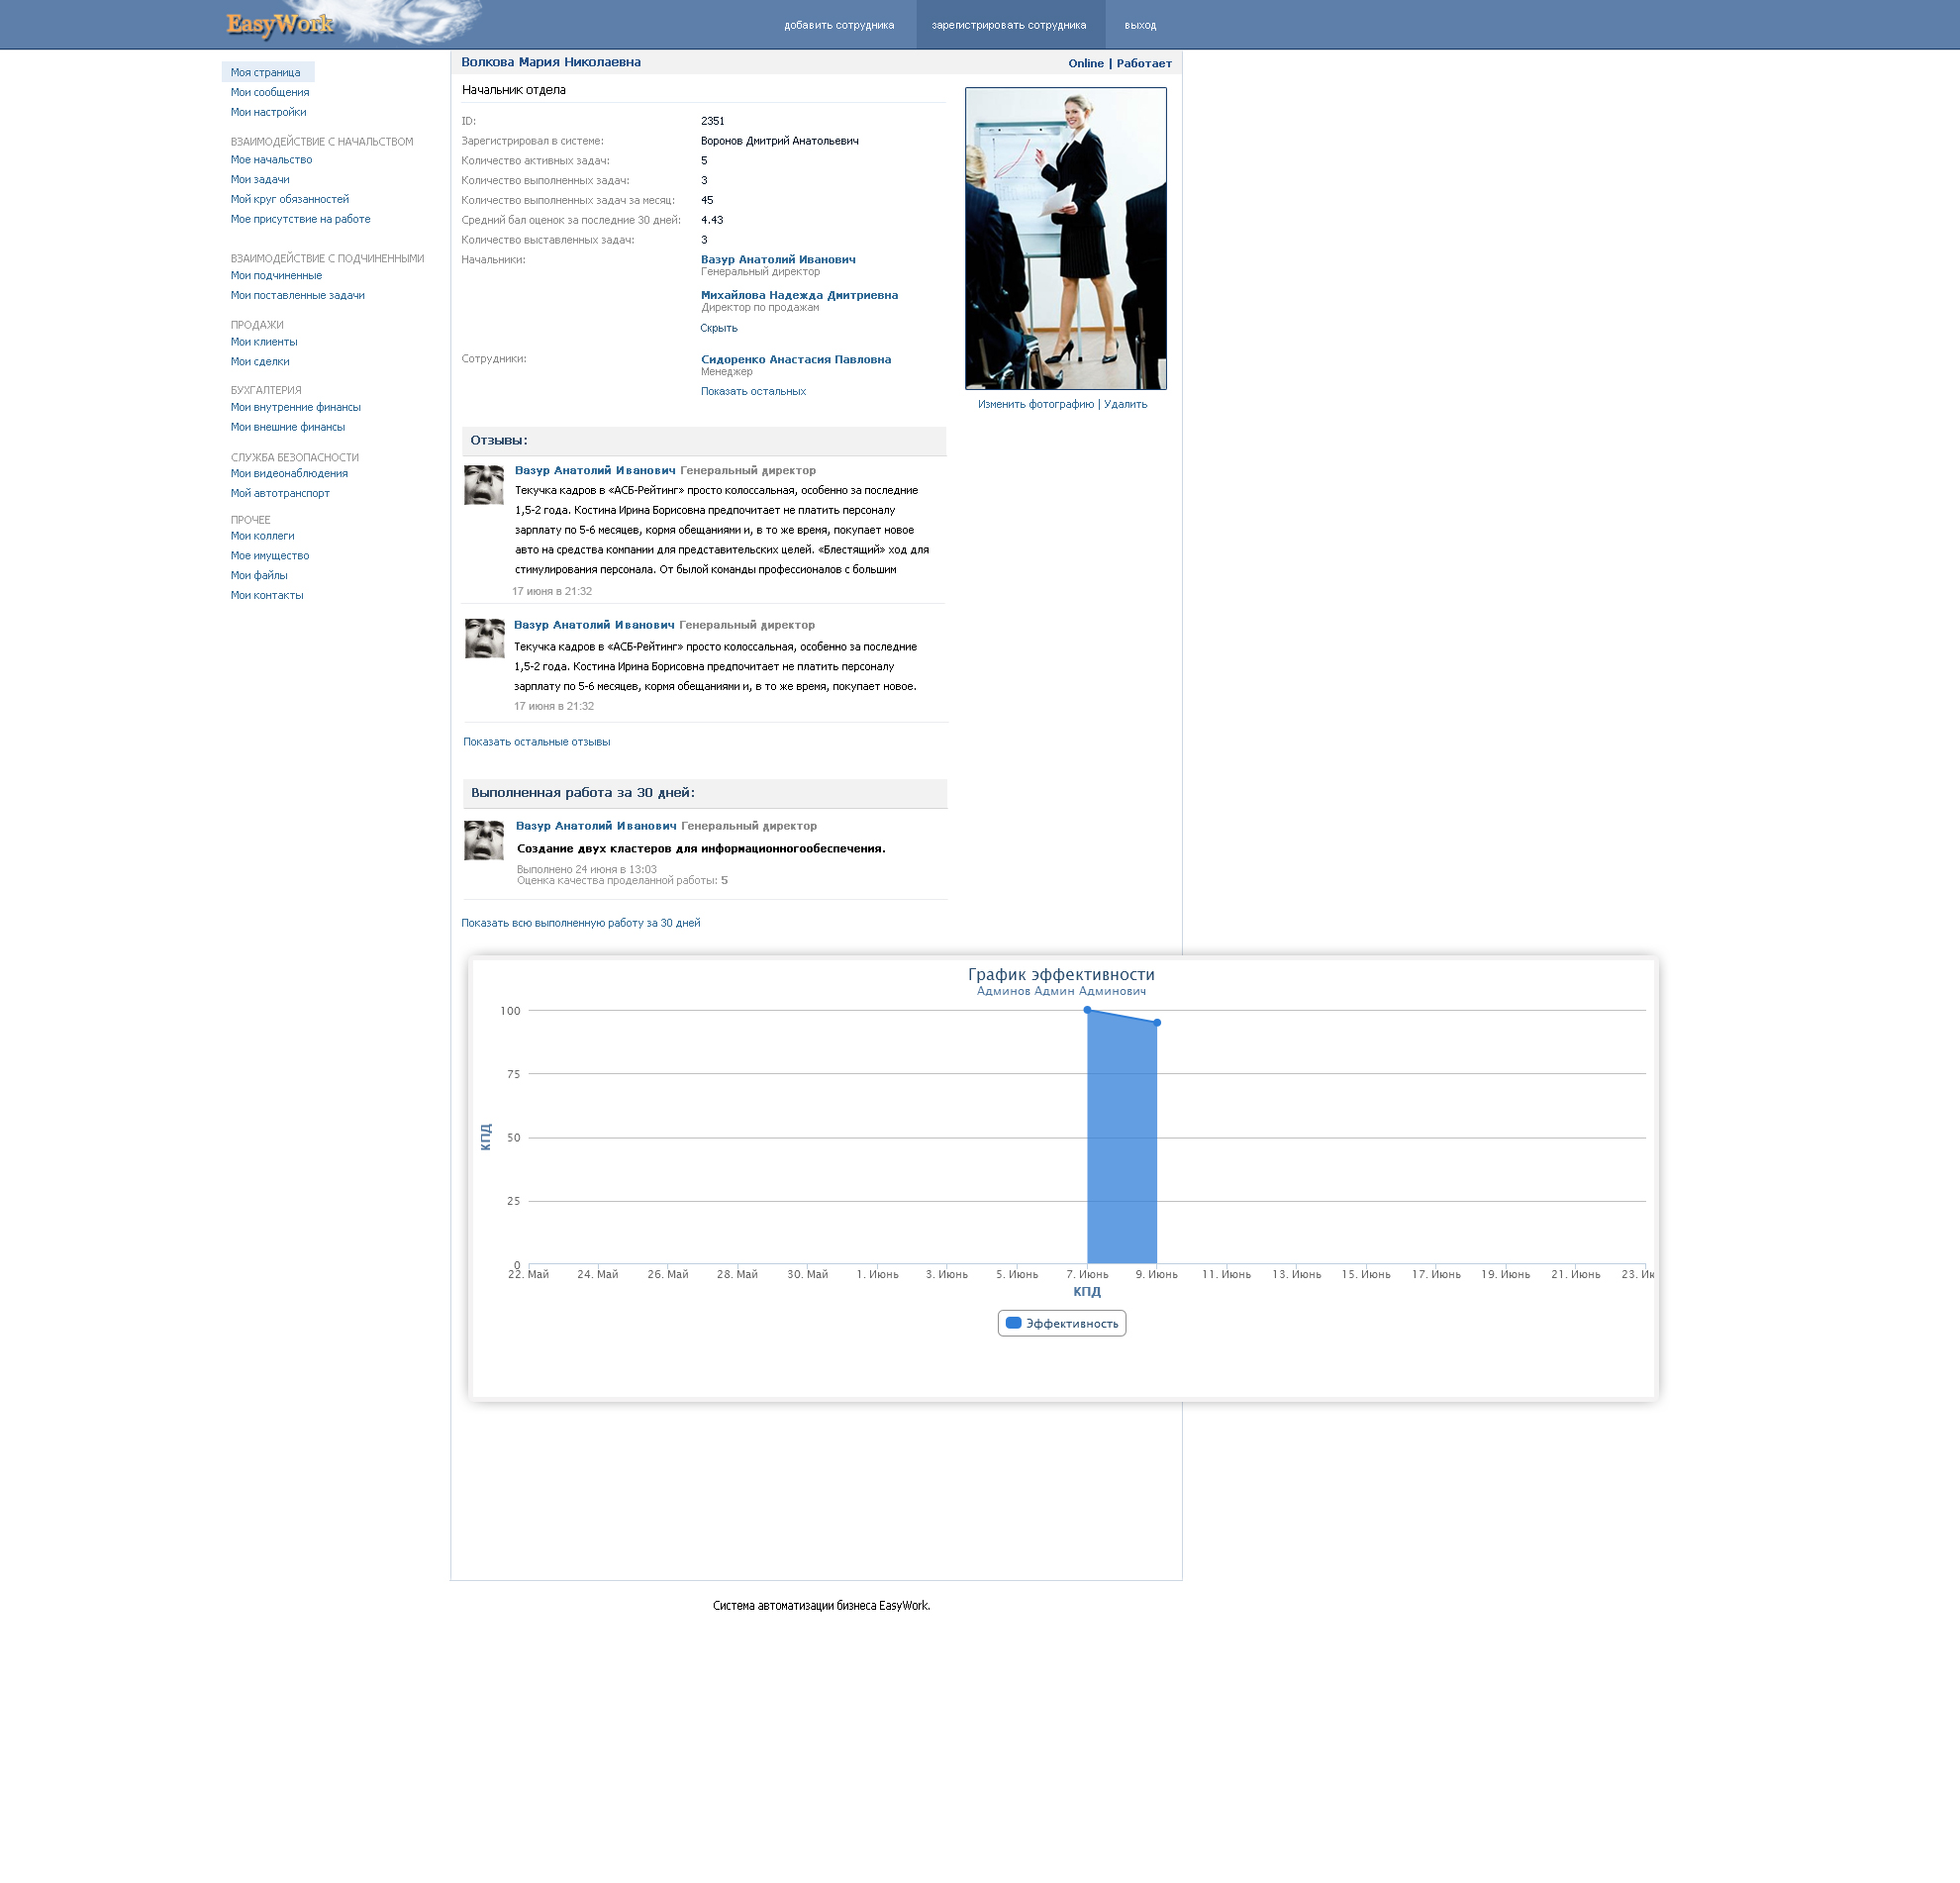 EasyWork
добавить сотрудника
зарегистрировать сотрудника
выход
Моя страница
Мои сообщения
Мои настройки
ВЗАИМОДЕЙСТВИЕ С НАЧАЛЬСТВОМ
Мое начальство
Мои задачи
Мой круг обязанностей
Мое присутствие на работе
ВЗАИМОДЕЙСТВИЕ С ПОДЧИНЕННЫМИ
Мои подчиненные
Мои поставленные задачи
ПРОДАЖИ
Мои клиенты
Мои сделки
БУХГАЛТЕРИЯ
Мои внутренние финансы
Мои внешние финансы
СЛУЖБА БЕЗОПАСНОСТИ
Мои видеонаблюдения
Мой автотранспорт
ПРОЧЕЕ
Мои коллеги
Мое имущество
Мои файлы
Мои контакты
Волкова Мария Николаевна
Online | Работает
Начальник отдела
ID: 2351
Зарегистрировал в системе: Воронов Дмитрий Анатольевич
Количество активных задач: 5
Количество выполненных задач: 3
Количество выполненных задач за месяц: 45
Средний бал оценок за последние 30 дней: 4.43
Количество выставленных задач: 3
Начальники: Вазур Анатолий Иванович
Генеральный директор
Михайлова Надежда Дмитриевна
Директор по продажам
Скрыть
Сотрудники: Сидоренко Анастасия Павловна
Менеджер
Показать остальных
Изменить фотографию | Удалить
Отзывы:
Вазур Анатолий Иванович Генеральный директор
Текучка кадров в «АСБ-Рейтинг» просто колоссальная, особенно за последние
1,5-2 года. Костина Ирина Борисовна предпочитает не платить персоналу
зарплату по 5-6 месяцев, кормя обещаниями и, в то же время, покупает новое
авто на средства компании для представительских целей. «Блестящий» ход для
стимулирования персонала. От былой команды профессионалов с большим
17 июня в 21:32
Вазур Анатолий Иванович Генеральный директор
Текучка кадров в «АСБ-Рейтинг» просто колоссальная, особенно за последние
1,5-2 года. Костина Ирина Борисовна предпочитает не платить персоналу
зарплату по 5-6 месяцев, кормя обещаниями и, в то же время, покупает новое.
17 июня в 21:32
Показать остальные отзывы
Выполненная работа за 30 дней:
Вазур Анатолий Иванович Генеральный директор
Создание двух кластеров для информационногообеспечения.
Выполнено 24 июня в 13:03
Оценка качества проделанной работы: 5
Показать всю выполненную работу за 30 дней
График эффективности
Админов Админ Админович
100
75
50
25
0
КПД
22. Май 24. Май 26. Май 28. Май 30. Май 1. Июнь 3. Июнь 5. Июнь 7. Июнь 9. Июнь 11. Июнь 13. Июнь 15. Июнь 17. Июнь 19. Июнь 21. Июнь 23. Ию
КПД
Эффективность
Система автоматизации бизнеса EasyWork.